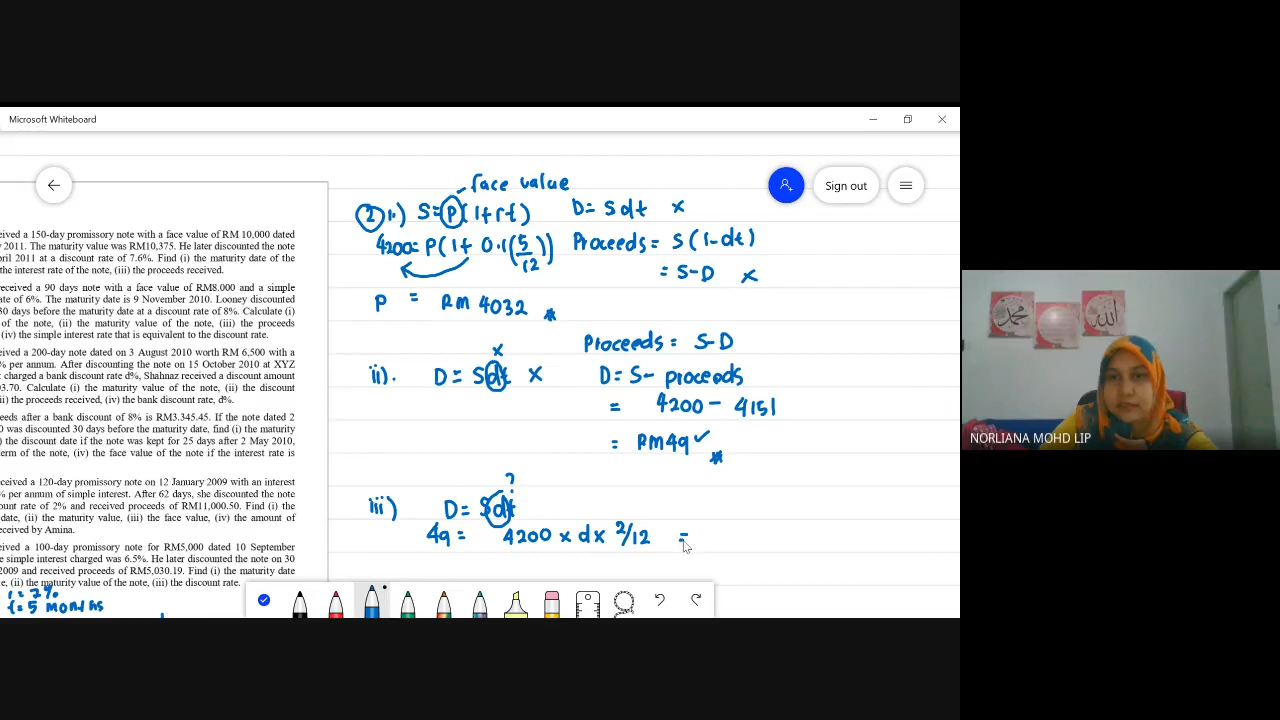 Microsoft Whiteboard
Sign out
eived a 150-day promissory note with a face value of RM 10,000 dated
2011. The maturity value was RM10,375. He later discounted the note
pril 2011 at a discount rate of 7.6%. Find (i) the maturity date of the
the interest rate of the note, (iii) the proceeds received.
received a 90 days note with a face value of RM8.000 and a simple
ate of 6%. The maturity date is 9 November 2010. Looney discounted
30 days before the maturity date at a discount rate of 8%. Calculate (i)
of the note, (ii) the maturity value of the note, (iii) the proceeds
(iv) the simple interest rate that is equivalent to the discount rate.
eived a 200-day note dated on 3 August 2010 worth RM 6,500 with a
% per annum. After discounting the note on 15 October 2010 at XYZ
t charged a bank discount rate d%, Shahnaz received a discount amount
03.70. Calculate (i) the maturity value of the note, (ii) the discount
ii) the proceeds received, (iv) the bank discount rate, d%.
eeds after a bank discount of 8% is RM3.345.45. If the note dated 2
0 was discounted 30 days before the maturity date, find (i) the
) the discount date if the note was kept for 25 days after 2 May 2010,
erm of the note, (iv) the face value of the note if the interest rate is
received a 120-day promissory note on 12 January 2009 with an interest
% per annum of simple interest. After 62 days, she discounted the note
ount rate of 2% and received proceeds of RM11,000.50. Find (i) the
date, (ii) the maturity value, (iii) the face value, (iv) the amount of
eceived by Amina.
eived a 100-day promissory note for RM5,000 dated 10 September
he simple interest charged was 6.5%. He later discounted the note on 30
2009 and received proceeds of RM5,030.19. Find (i) the maturity date
e, (ii) the maturity value of the note, (iii) the discount rate.
r = 7%
t = 5 months
face value
2 i) S = P(1+rt)
4200 = P(1 + 0.1(5/12))
P = RM 4032 *
D = Sdt x
Proceeds = S(1-dt)
= S-D x
x
ii). D = Sdt x
Proceeds = S-D
D = S- proceeds
= 4200 - 4151
= RM49 ✓ *
?
iii) D = Sdt
49 = 4200 x d x 2/12 =
NORLIANA MOHD LIP